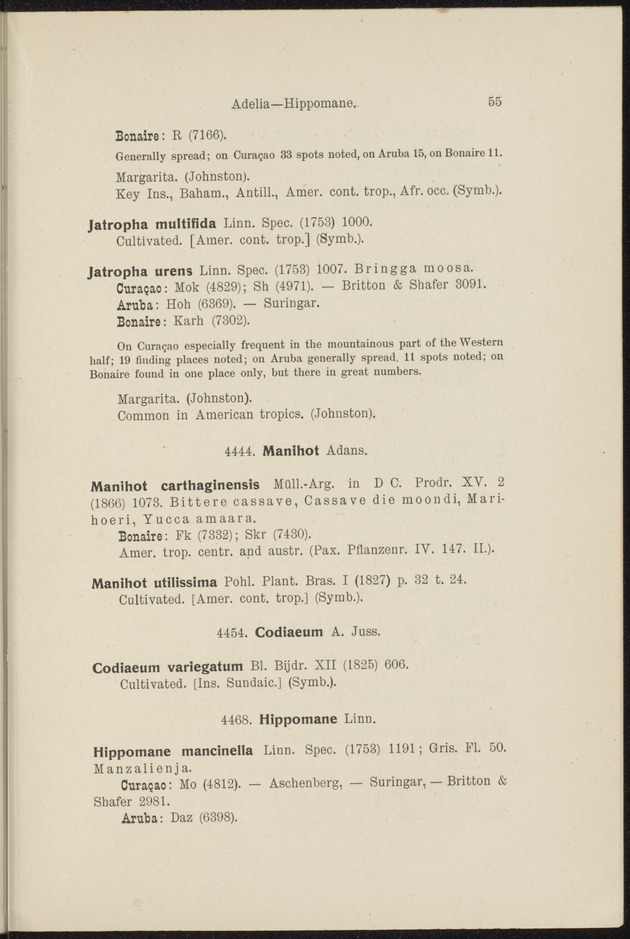 Adelia—Hippomane. 55
Bonaire: R (7166).
Generally spread; on Curaçao 33 spots noted, on Aruba 15, on Bonaire 11.
Margarita. (Johnston).
Key Ins., Baham., Antill., Amer. cont. trop., Afr. occ. (Symb.).
Jatropha multifida Linn. Spec. (1753) 1000.
Cultivated. [Amer. cont. trop.] (Symb.).
Jatropha urens Linn. Spec. (1753) 1007. Bringga moosa.
Curaçao: Mok (4829); Sh (4971). — Britton & Shafer 3091.
Aruba: Hoh (6369). — Suringar.
Bonaire: Karh (7302).
On Curaçao especially frequent in the mountainous part of the Western
half; 19 finding places noted; on Aruba generally spread, 11 spots noted; on
Bonaire found in one place only, but there in great numbers.
Margarita. (Johnston).
Common in American tropics. (Johnston).
4444. Manihot Adans.
Manihot carthaginensis Müll.-Arg. in D C. Prodr. XV. 2
(1866) 1073. Bittere cassave, Cassave die moondi, Mari-
hoeri, Yucca amaara.
Bonaire: Fk (7332); Skr (7430).
Amer. trop. centr. and austr. (Pax. Pflanzenr. IV. 147. II.).
Manihot utilissima Pohl. Plant. Bras. I (1827) p. 32 t. 24.
Cultivated. [Amer. cont. trop.] (Symb.).
4454. Codiaeum A. Juss.
Codiaeum variegatum Bl. Bijdr. XII (1825) 606.
Cultivated. [Ins. Sundaic.] (Symb.).
4468. Hippomane Linn.
Hippomane mancinella Linn. Spec. (1753) 1191; Gris. Fl. 50.
Manzalienja.
Curaçao: Mo (4812). — Aschenberg, — Suringar, — Britton &
Shafer 2981.
Aruba: Daz (6398).